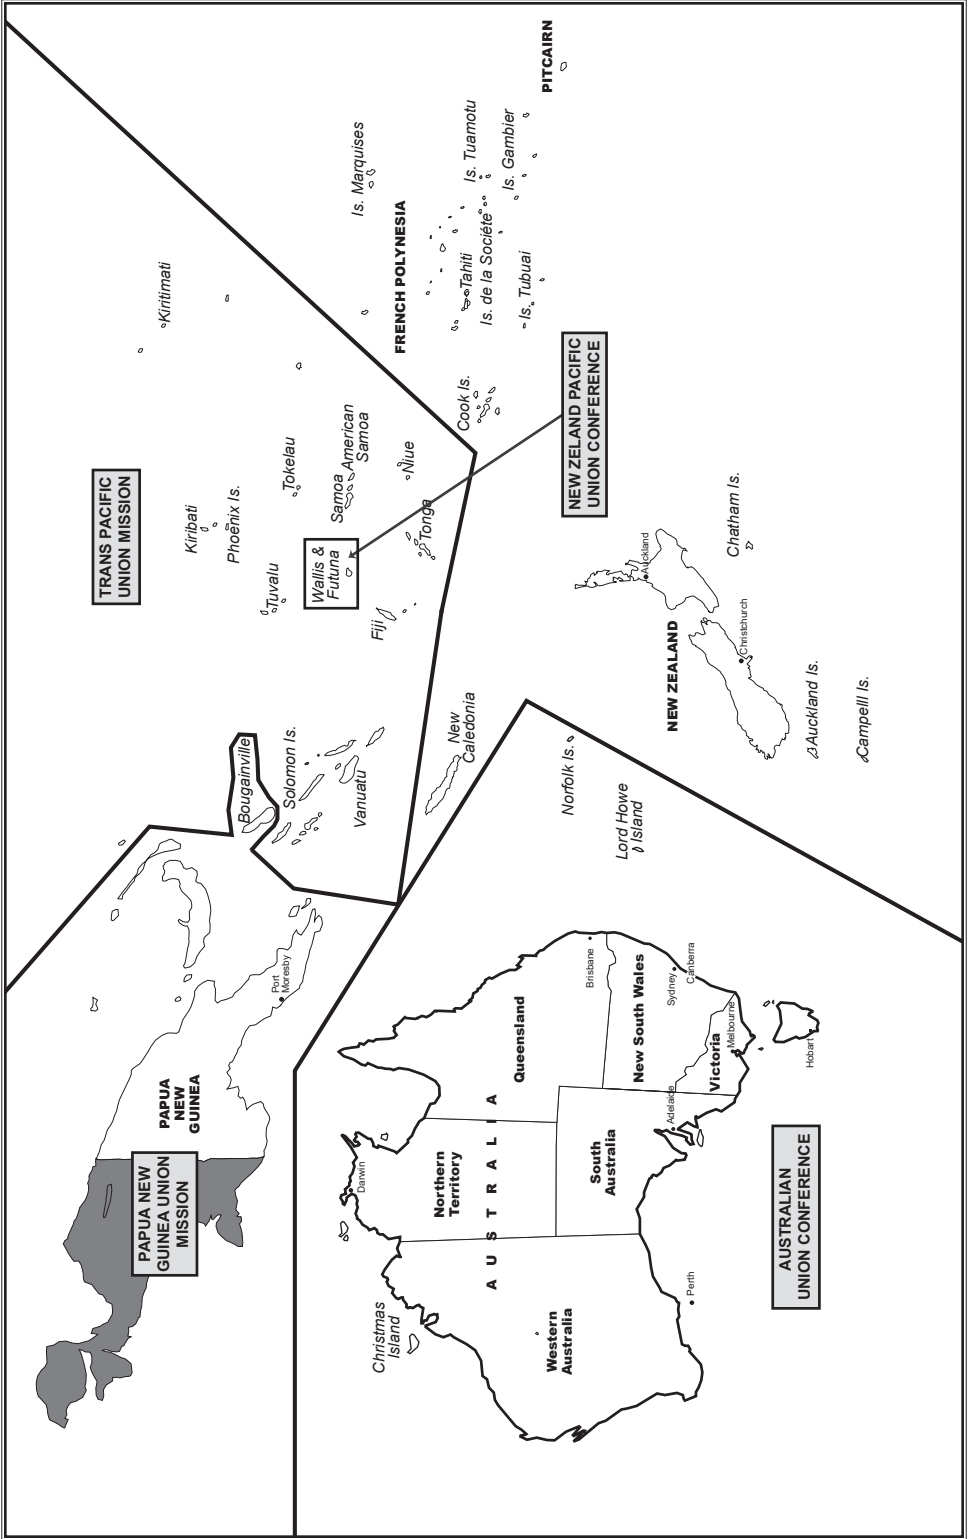 TRANS PACIFIC
UNION MISSION
Kiritimati
Kiribati
Phoenix Is.
Tokelau
Tuvalu
Samoa
American
Samoa
Wallis &
Futuna
Niue
Tonga
Fiji
Is. Marquises
FRENCH POLYNESIA
Is. Tuamotu
Tahiti
Is. de la Sociéte
Is. Gambier
Is. Tubuai
PITCAIRN
Cook Is.
NEW ZELAND PACIFIC
UNION CONFERENCE
Bougainville
Solomon Is.
Vanuatu
New
Caledonia
Norfolk Is.
Lord Howe
Island
NEW ZEALAND
Auckland
Christchurch
Chatham Is.
Auckland Is.
Campelll Is.
PAPUA NEW
GUINEA UNION
MISSION
PAPUA
NEW
GUINEA
Port
Moresby
Christmas
Island
Darwin
Northern
Territory
Queensland
AUSTRALIA
Western
Australia
South
Australia
New South Wales
Victoria
Brisbane
Sydney
Canberra
Melbourne
Adelaide
Perth
Hobart
AUSTRALIAN
UNION CONFERENCE